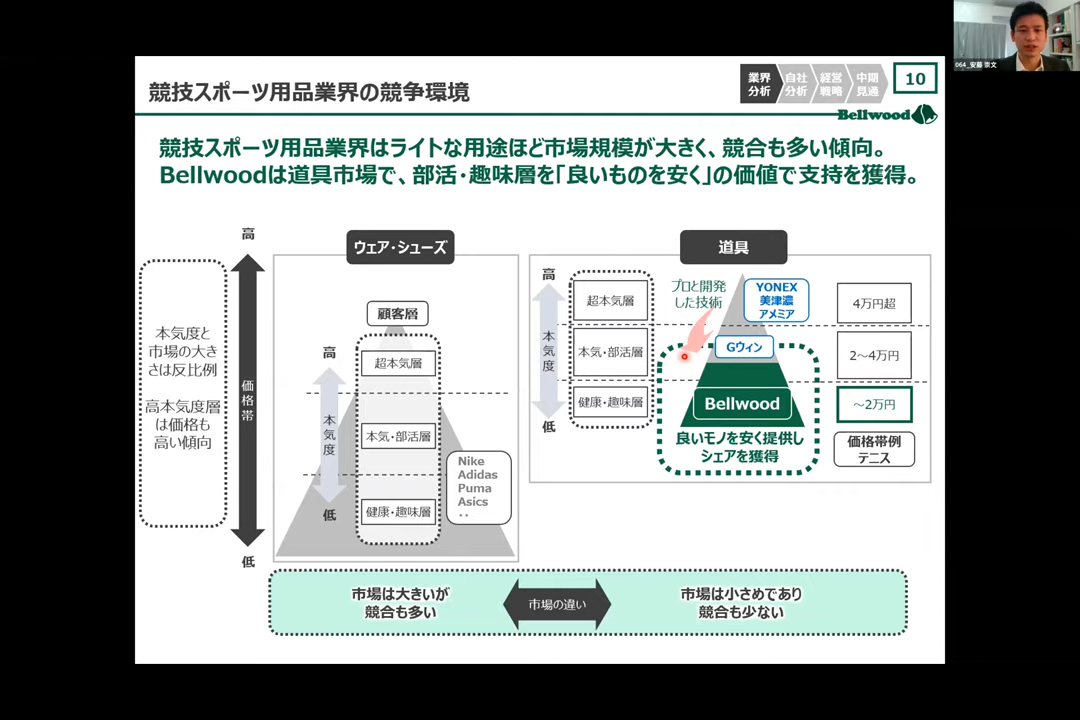 064_安藤 崇文
競技スポーツ用品業界の競争環境
業界
分析
自社
分析
経営
戦略
中期
見通
10
Bellwood
競技スポーツ用品業界はライトな用途ほど市場規模が大きく、競合も多い傾向。
Bellwoodは道具市場で、部活・趣味層を「良いものを安く」の価値で支持を獲得。
本気度と
市場の大き
さは反比例
高本気度層
は価格も
高い傾向
高
価格帯
低
ウェア・シューズ
顧客層
高
本気度
低
超本気層
本気・部活層
健康・趣味層
Nike
Adidas
Puma
Asics
・・
道具
高
本気度
低
超本気層
本気・部活層
健康・趣味層
プロと開発
した技術
YONEX
美津濃
アメミア
Gウィン
Bellwood
良いモノを安く提供し
シェアを獲得
4万円超
2～4万円
～2万円
価格帯例
テニス
市場は大きいが
競合も多い
市場の違い
市場は小さめであり
競合も少ない